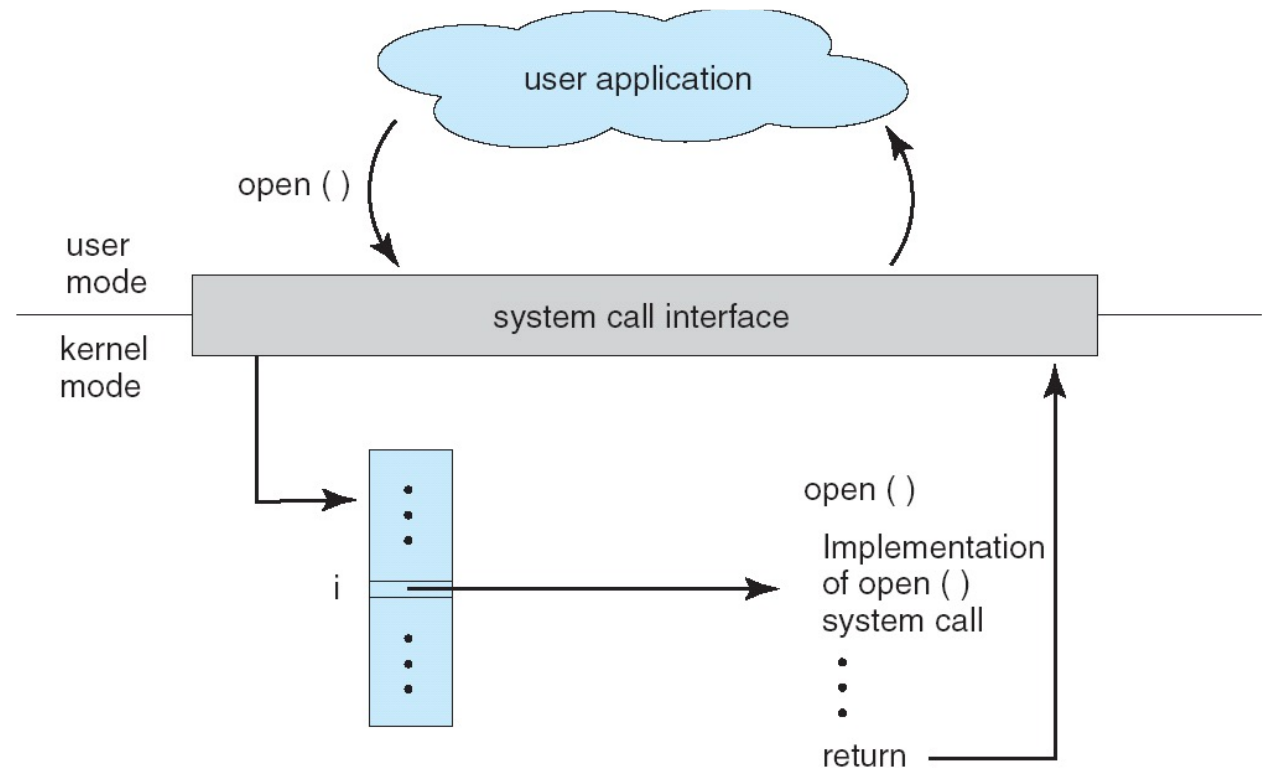 user application
open ( )
user
mode
system call interface
kernel
mode
open ( )
Implementation
of open ( )
system call
i
return